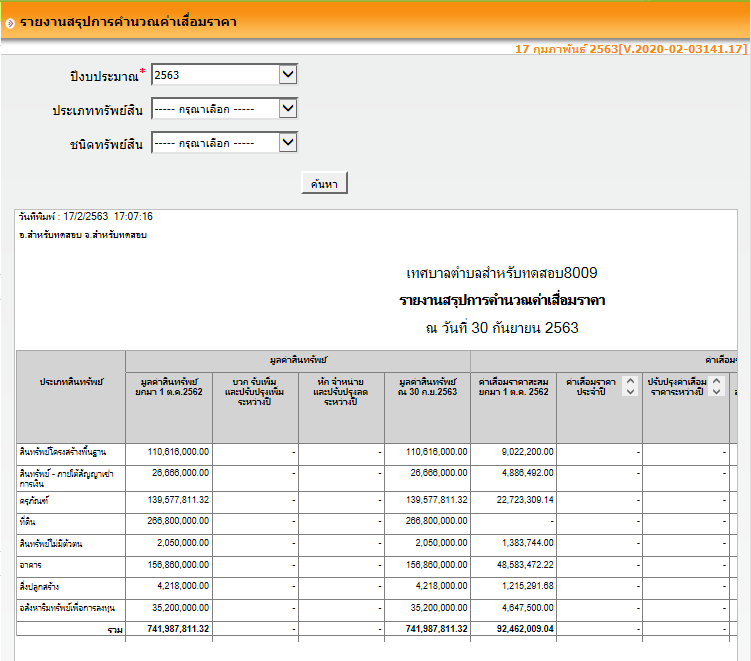 รายงานสรุปการคำนวณค่าเสื่อมราคา
17 กุมภาพันธ์ 2563[V.2020-02-03141.17]
ปีงบประมาณ* 2563
ประเภททรัพย์สิน ----- กรุณาเลือก -----
ชนิดทรัพย์สิน ----- กรุณาเลือก -----
ค้นหา
วันที่พิมพ์ : 17/2/2563 17:07:16
อ.สำหรับทดสอบ จ.สำหรับทดสอบ
เทศบาลตำบลสำหรับทดสอบ8009
รายงานสรุปการคำนวณค่าเสื่อมราคา
ณ วันที่ 30 กันยายน 2563
มูลค่าสินทรัพย์ ค่าเสื่อม
ประเภทสินทรัพย์ มูลค่าสินทรัพย์ บวก รับเพิ่ม หัก จำหน่าย มูลค่าสินทรัพย์ ค่าเสื่อมราคาสะสม ค่าเสื่อมราคา ปรับปรุงค่าเสื่อม
ยกมา 1 ต.ค.2562 และปรับปรุงเพิ่ม และปรับปรุงลด ณ 30 ก.ย.2563 ยกมา 1 ต.ค. 2562 ประจำปี ราคาระหว่างปี
ระหว่างปี ระหว่างปี
สินทรัพย์โครงสร้างพื้นฐาน 110,616,000.00 - - 110,616,000.00 9,022,200.00 - -
สินทรัพย์ - ภายใต้สัญญาเช่า 26,666,000.00 - - 26,666,000.00 4,886,492.00 - -
การเงิน
ครุภัณฑ์ 139,577,811.32 - - 139,577,811.32 22,723,309.14 - -
ที่ดิน 266,800,000.00 - - 266,800,000.00 - - -
สินทรัพย์ไม่มีตัวตน 2,050,000.00 - - 2,050,000.00 1,383,744.00 - -
อาคาร 156,860,000.00 - - 156,860,000.00 48,583,472.22 - -
สิ่งปลูกสร้าง 4,218,000.00 - - 4,218,000.00 1,215,291.68 - -
อสังหาริมทรัพย์เพื่อการลงทุน 35,200,000.00 - - 35,200,000.00 4,647,500.00 - -
รวม 741,987,811.32 - - 741,987,811.32 92,462,009.04 - -